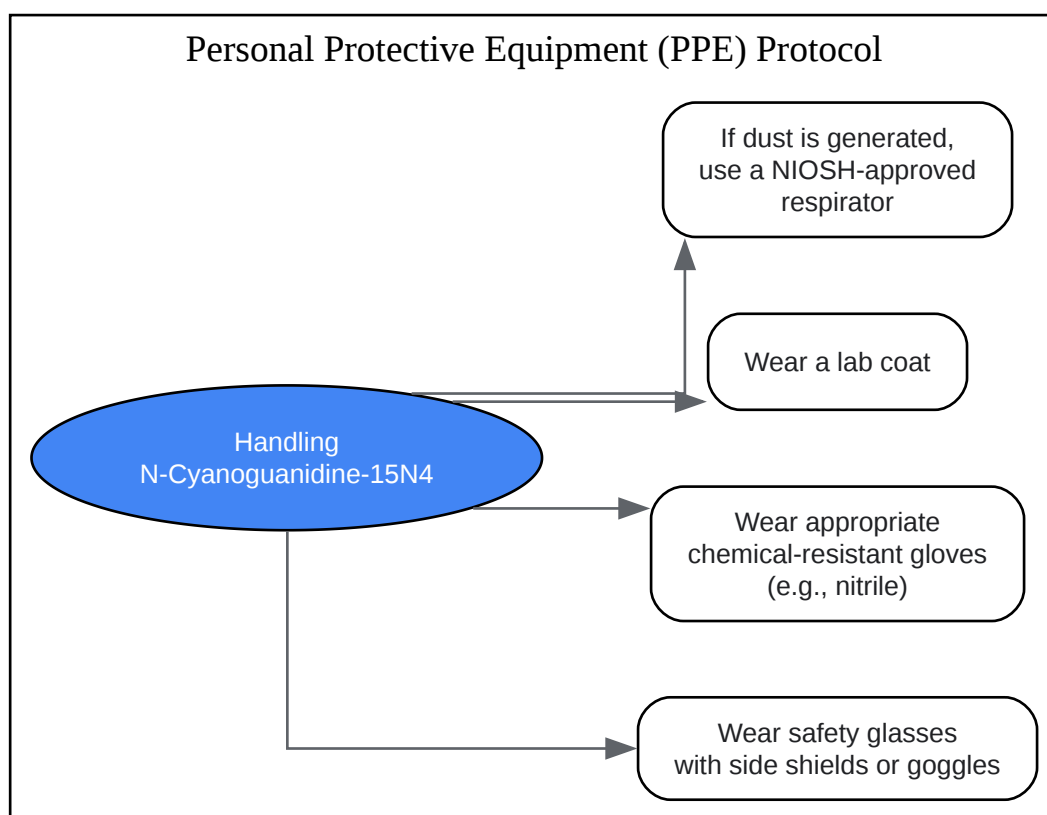 Personal Protective Equipment (PPE) Protocol
If dust is generated,
use a NIOSH-approved
respirator
Wear a lab coat
Handling
N-Cyanoguanidine-15N4
Wear appropriate
chemical-resistant gloves
(e.g., nitrile)
Wear safety glasses
with side shields or goggles